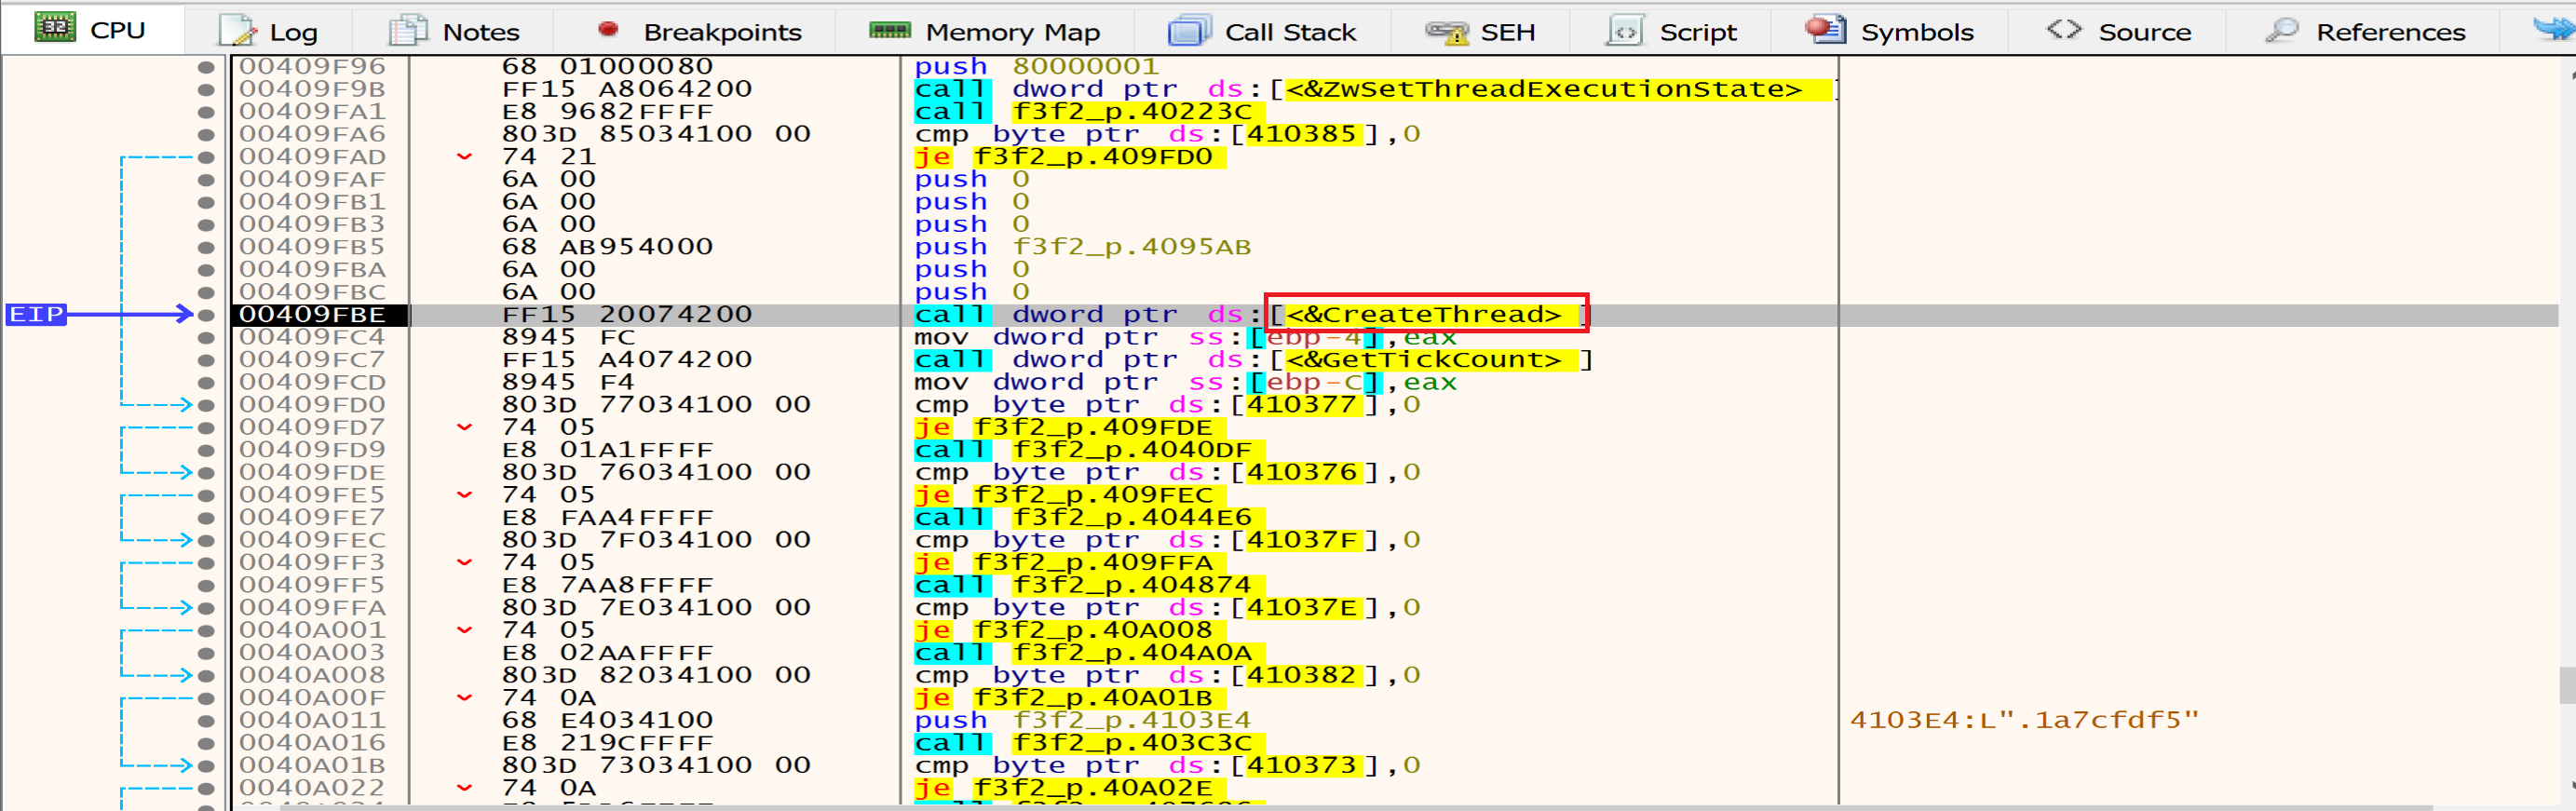 CPU Log Notes Breakpoints Memory Map Call Stack SEH Script Symbols Source References
00409F96 68 01000080 push 80000001
00409F9B FF15 A8064200 call dword ptr ds:[<&ZwSetThreadExecutionState>]
00409FA1 E8 9682FFFF call f3f2_p.40223C
00409FA6 803D 85034100 00 cmp byte ptr ds:[410385],0
00409FAD 74 21 je f3f2_p.409FD0
00409FAF 6A 00 push 0
00409FB1 6A 00 push 0
00409FB3 6A 00 push 0
00409FB5 68 AB954000 push f3f2_p.4095AB
00409FBA 6A 00 push 0
00409FBC 6A 00 push 0
EIP 00409FBE FF15 20074200 call dword ptr ds:[<&CreateThread>]
00409FC4 8945 FC mov dword ptr ss:[ebp-4],eax
00409FC7 FF15 A4074200 call dword ptr ds:[<&GetTickCount>]
00409FCD 8945 F4 mov dword ptr ss:[ebp-C],eax
00409FD0 803D 77034100 00 cmp byte ptr ds:[410377],0
00409FD7 74 05 je f3f2_p.409FDE
00409FD9 E8 01A1FFFF call f3f2_p.4040DF
00409FDE 803D 76034100 00 cmp byte ptr ds:[410376],0
00409FE5 74 05 je f3f2_p.409FEC
00409FE7 E8 FAA4FFFF call f3f2_p.4044E6
00409FEC 803D 7F034100 00 cmp byte ptr ds:[41037F],0
00409FF3 74 05 je f3f2_p.409FFA
00409FF5 E8 7AA8FFFF call f3f2_p.404874
00409FFA 803D 7E034100 00 cmp byte ptr ds:[41037E],0
0040A001 74 05 je f3f2_p.40A008
0040A003 E8 02AAFFFF call f3f2_p.404A0A
0040A008 803D 82034100 00 cmp byte ptr ds:[410382],0
0040A00F 74 0A je f3f2_p.40A01B
0040A011 68 E4034100 push f3f2_p.4103E4 4103E4:L".1a7cfdf5"
0040A016 E8 219CFFFF call f3f2_p.403C3C
0040A01B 803D 73034100 00 cmp byte ptr ds:[410373],0
0040A022 74 0A je f3f2_p.40A02E